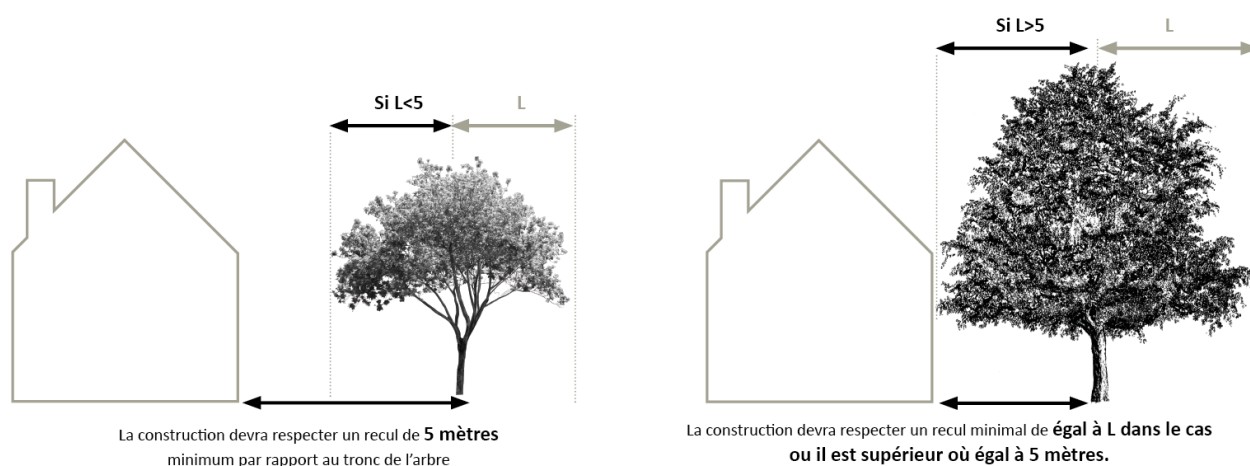 Si L<5
L
La construction devra respecter un recul de 5 mètres
minimum par rapport au tronc de l'arbre
Si L>5
L
La construction devra respecter un recul minimal de égal à L dans le cas
ou il est supérieur où égal à 5 mètres.